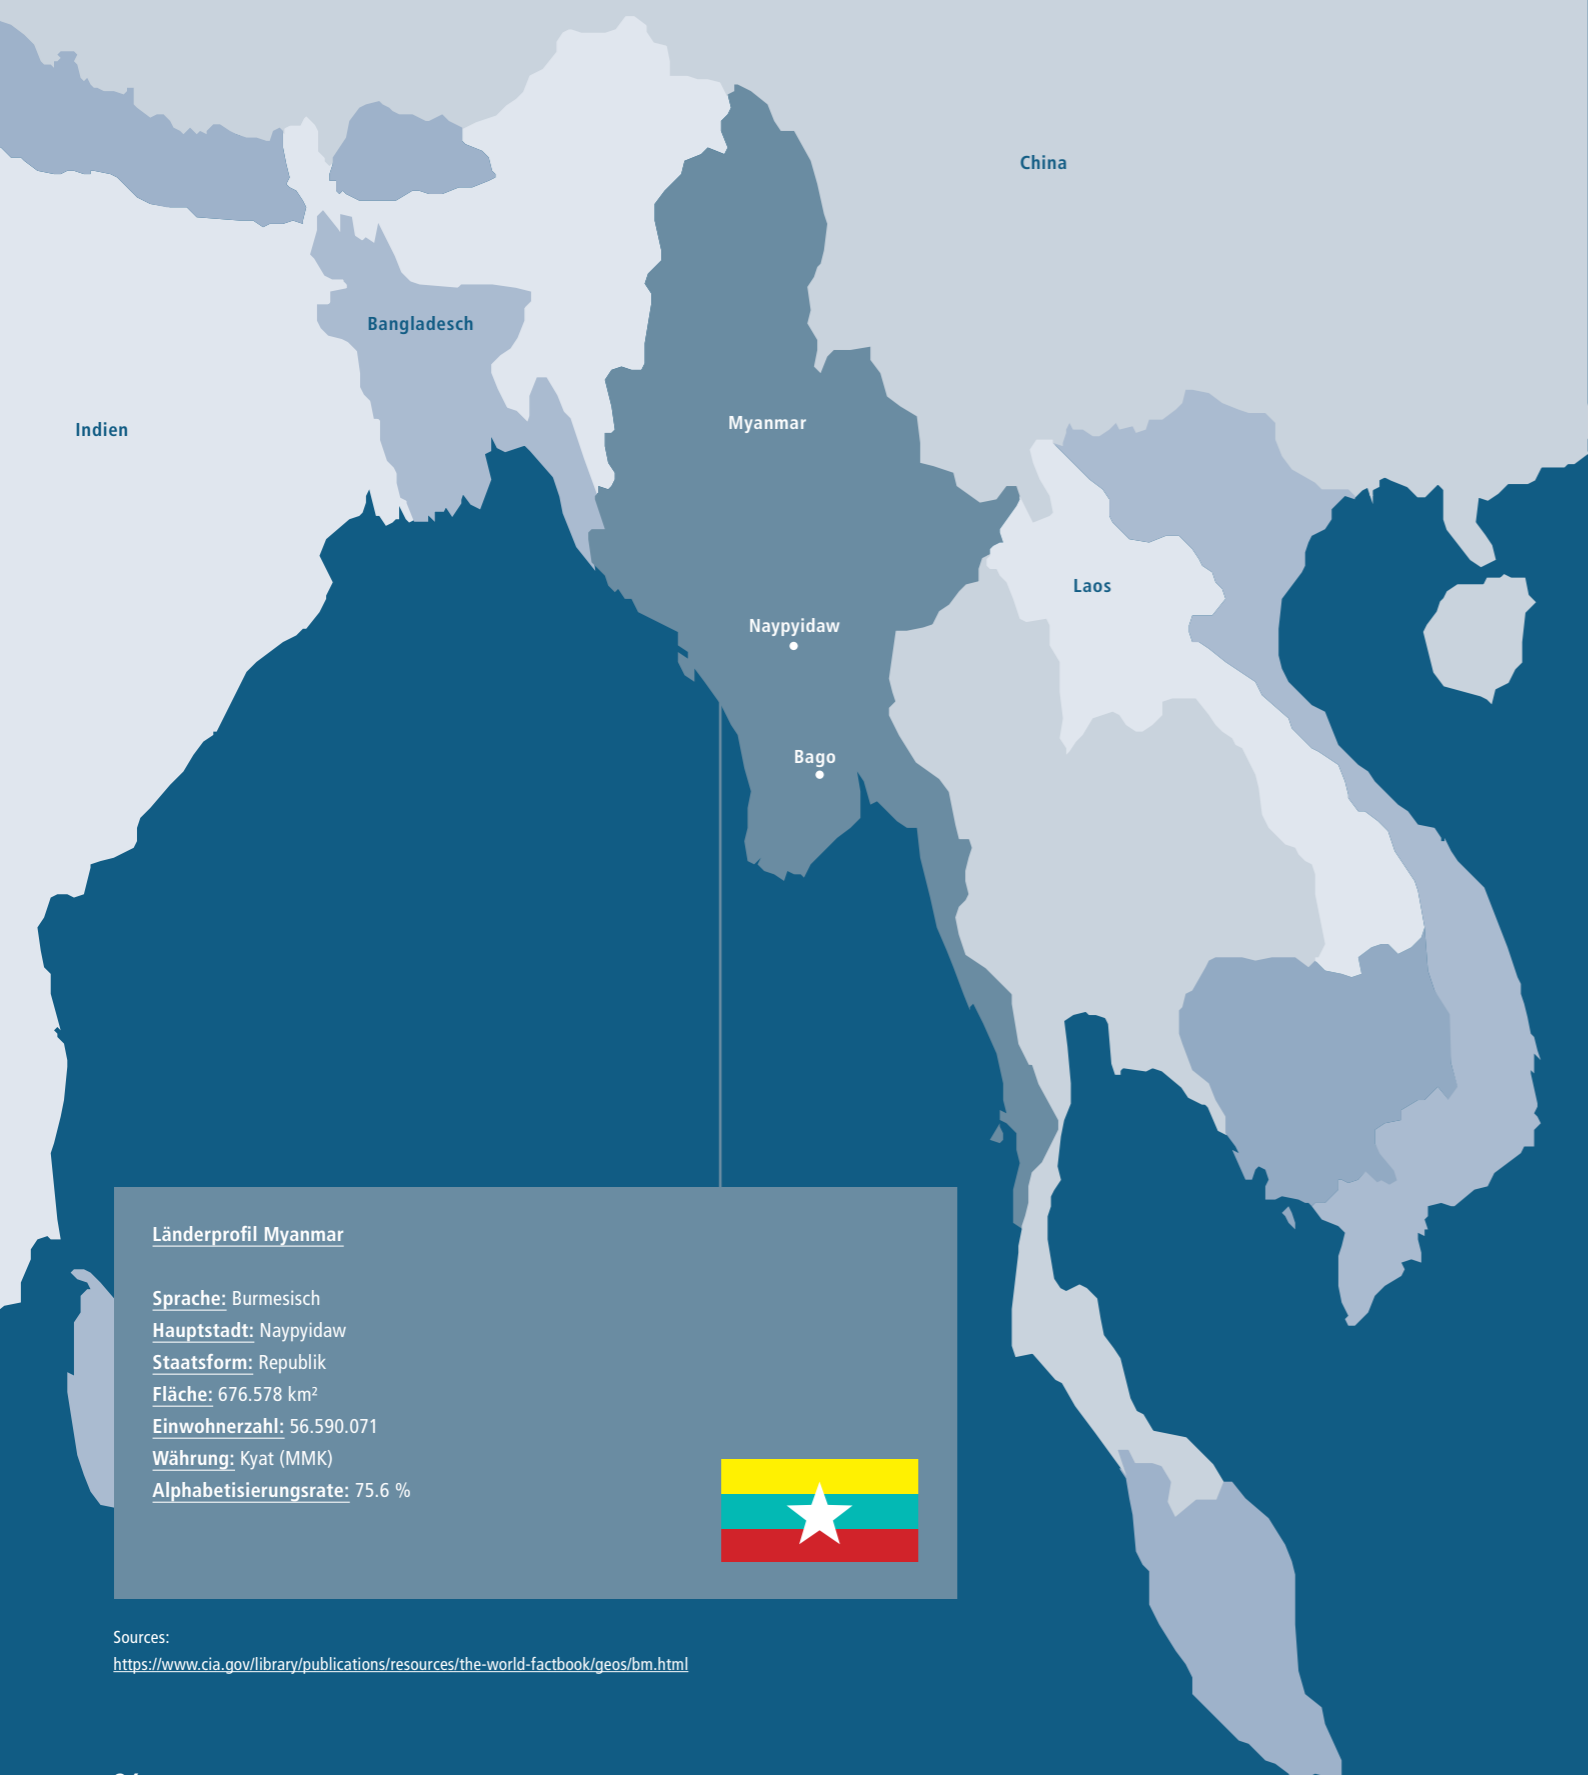 China
Bangladesch
Myanmar
Indien
Laos
Naypyidaw
Bago
Länderprofil Myanmar
Sprache: Burmesisch
Hauptstadt: Naypyidaw
Staatsform: Republik
Fläche: 676.578 km²
Einwohnerzahl: 56.590.071
Währung: Kyat (MMK)
Alphabetisierungsrate: 75.6 %
Sources:
https://www.cia.gov/library/publications/resources/the-world-factbook/geos/bm.html